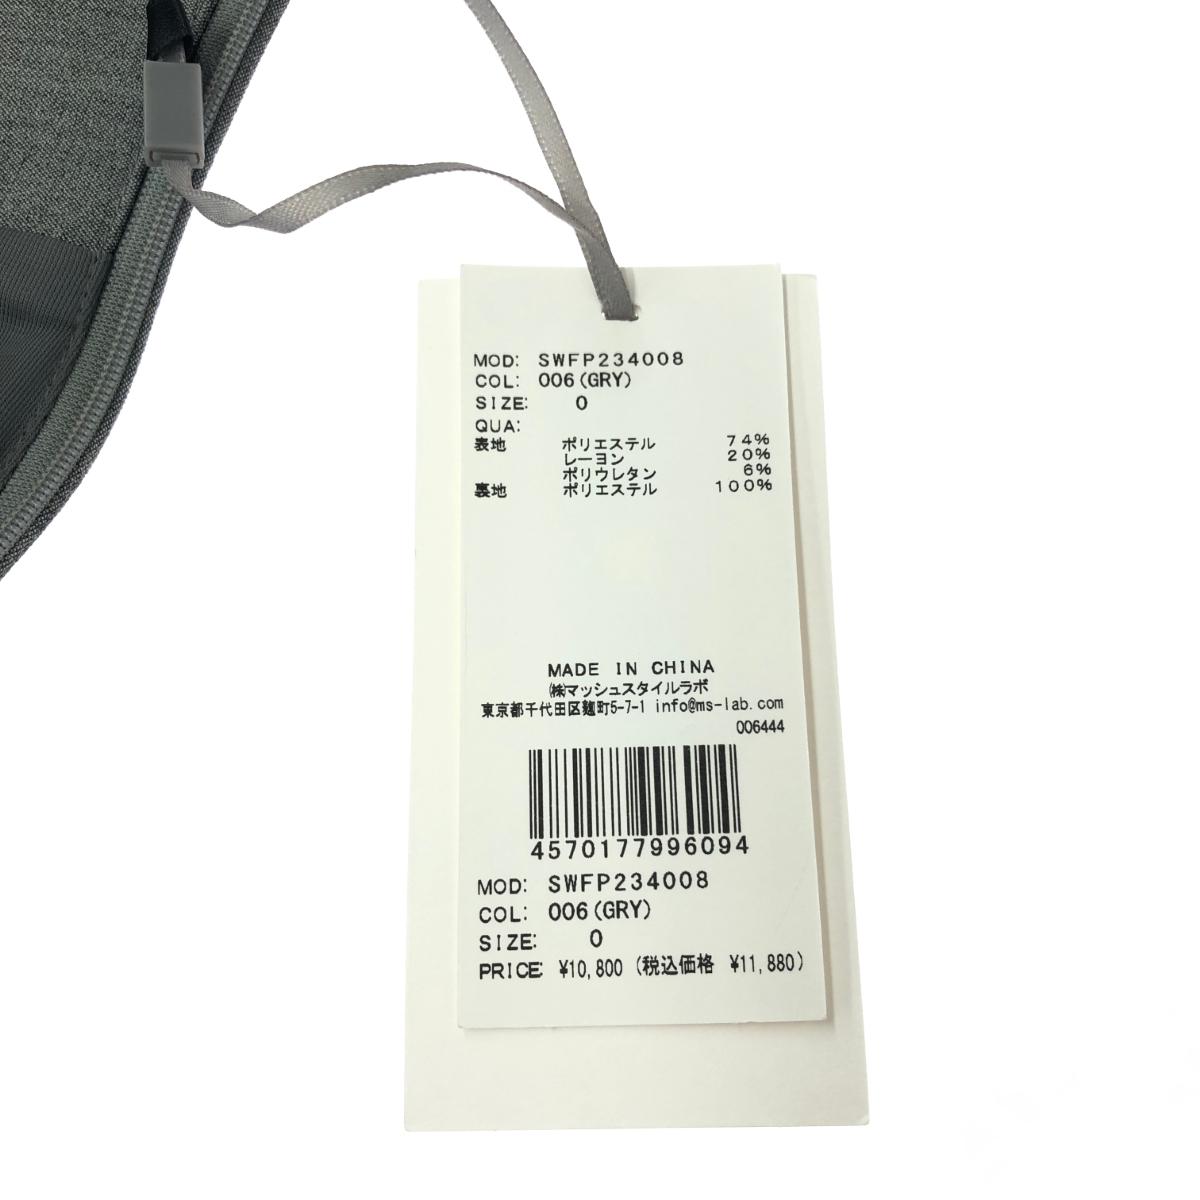 MOD: SWFP234008
COL: 006(GRY)
SIZE: 0
QUA:
表地 ポリエステル 74%
レーヨン 20%
ポリウレタン 6%
裏地 ポリエステル 100%
MADE IN CHINA
㈱マッシュスタイルラボ
東京都千代田区麹町5-7-1 info@ms-lab.com
006444
4570177996094
MOD: SWFP234008
COL: 006(GRY)
SIZE: 0
PRICE: ¥10,800 (税込価格 ¥11,880)